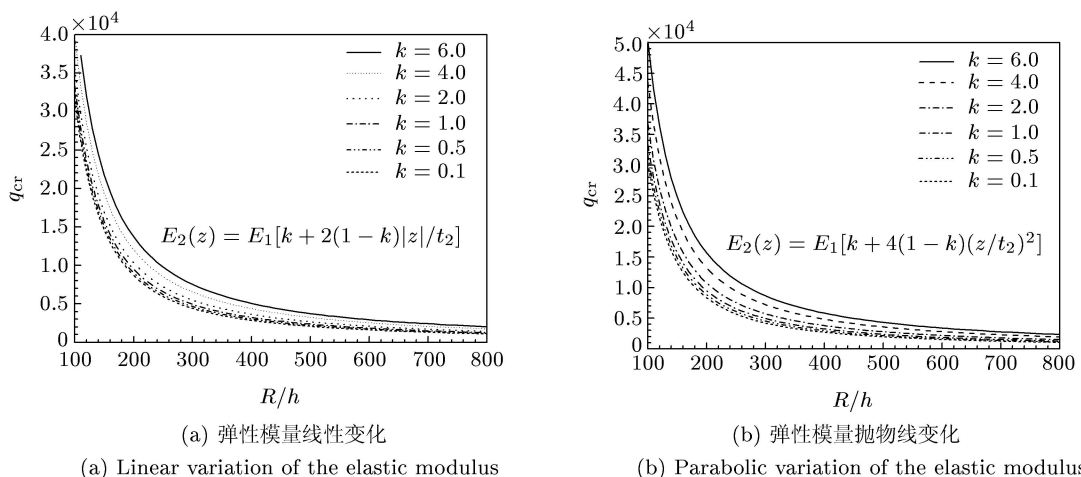 ×10⁴
4.0
3.5
3.0
2.5
2.0
1.5
1.0
0.5
0
q_cr
k = 6.0
k = 4.0
k = 2.0
k = 1.0
k = 0.5
k = 0.1
E₂(z) = E₁[k + 2(1 − k)|z|/t₂]
100 200 300 400 500 600 700 800
R/h
(a) 弹性模量线性变化
(a) Linear variation of the elastic modulus
×10⁴
5.0
4.5
4.0
3.5
3.0
2.5
2.0
1.5
1.0
0.5
0
q_cr
k = 6.0
k = 4.0
k = 2.0
k = 1.0
k = 0.5
k = 0.1
E₂(z) = E₁[k + 4(1 − k)(z/t₂)²]
100 200 300 400 500 600 700 800
R/h
(b) 弹性模量抛物线变化
(b) Parabolic variation of the elastic modulus